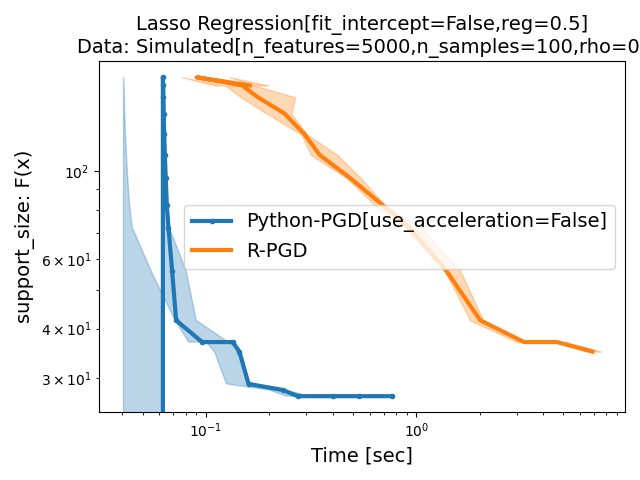 Lasso Regression[fit_intercept=False,reg=0.5]
Data: Simulated[n_features=5000,n_samples=100,rho=0
support_size: F(x)
10²
6 × 10¹
4 × 10¹
3 × 10¹
Python-PGD[use_acceleration=False]
R-PGD
10⁻¹
10⁰
Time [sec]